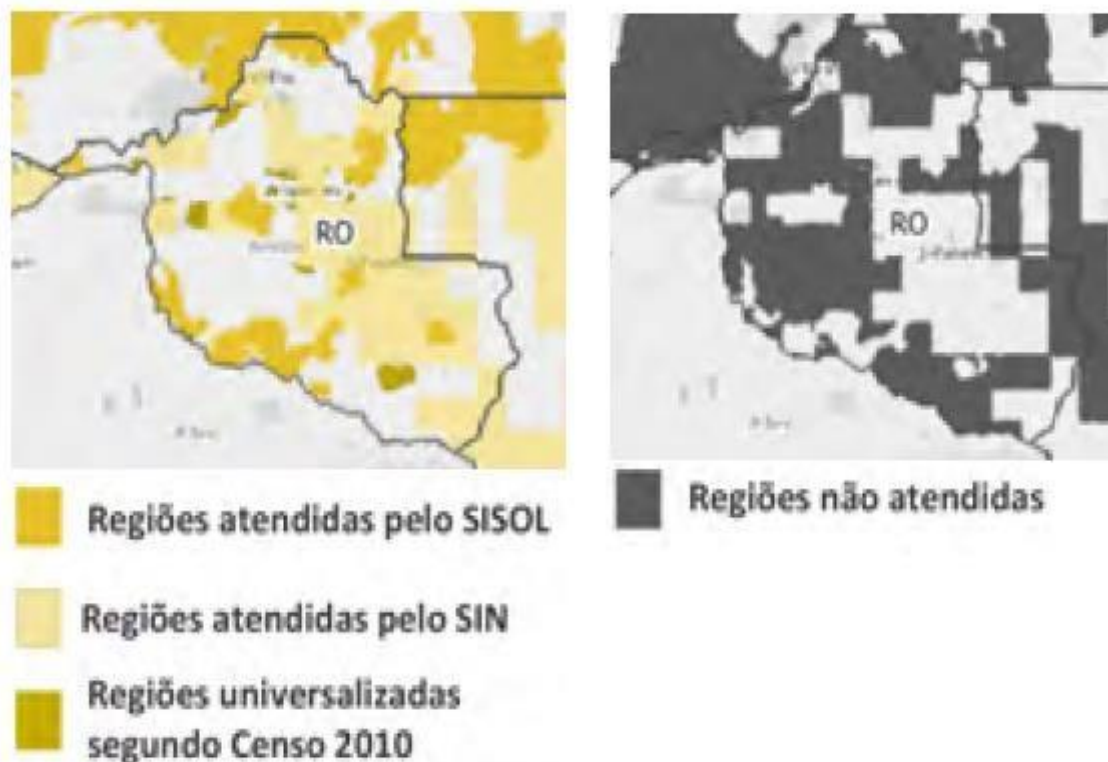 RO
RO
Regiões atendidas pelo SISOL
Regiões atendidas pelo SIN
Regiões universalizadas
segundo Censo 2010
Regiões não atendidas